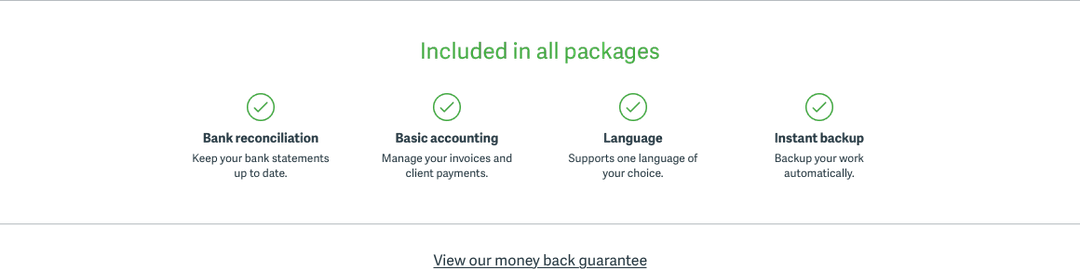 Included in all packages
Bank reconciliation
Keep your bank statements
up to date.
Basic accounting
Manage your invoices and
client payments.
Language
Supports one language of
your choice.
Instant backup
Backup your work
automatically.
View our money back guarantee